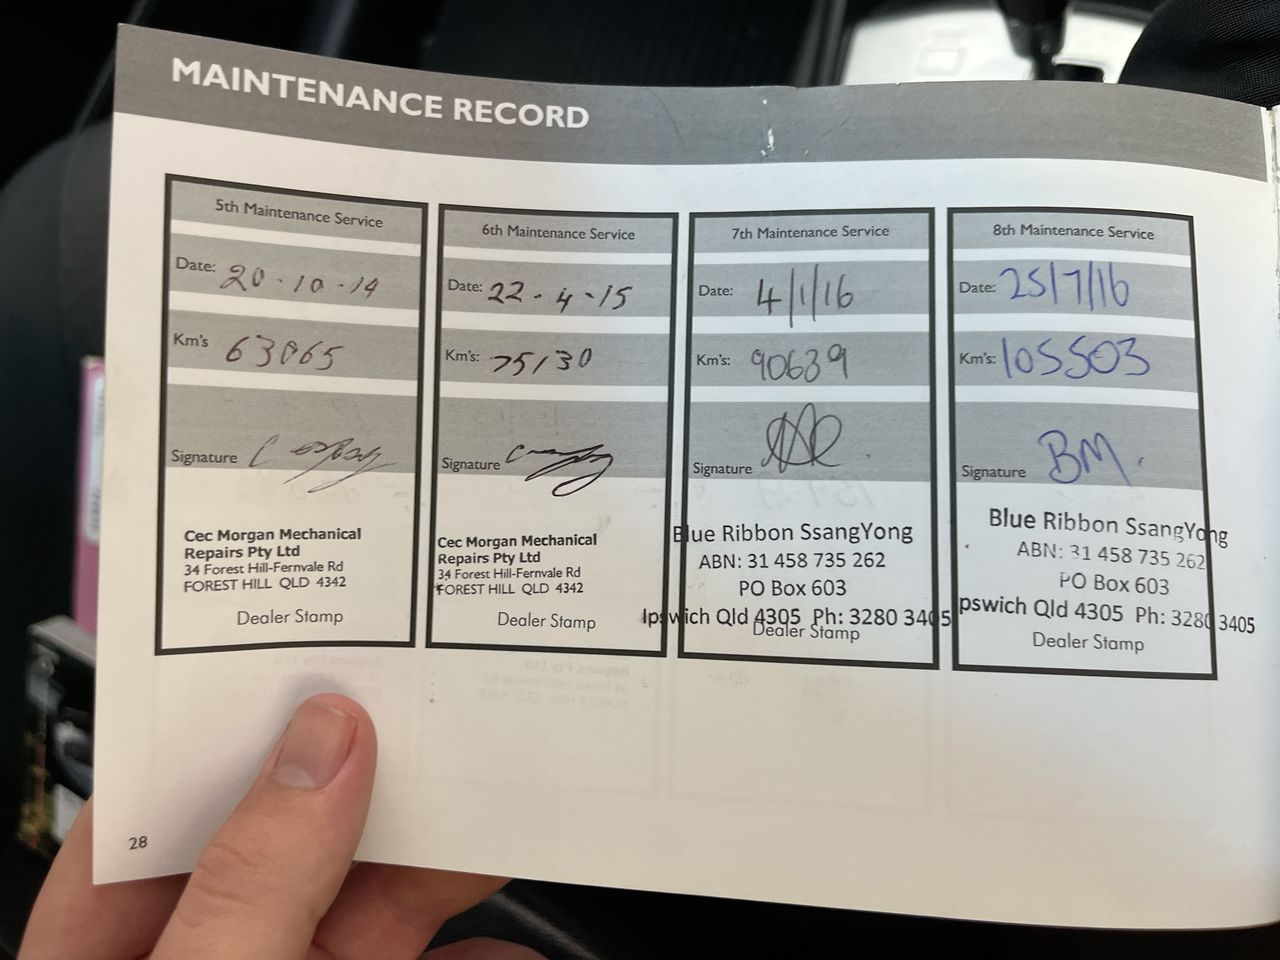 MAINTENANCE RECORD
5th Maintenance Service
Date: 20-10-14
Km's 63065
Signature
Cec Morgan Mechanical
Repairs Pty Ltd
34 Forest Hill-Fernvale Rd
FOREST HILL QLD 4342
Dealer Stamp
6th Maintenance Service
Date: 22-4-15
Km's: 75130
Signature
Cec Morgan Mechanical
Repairs Pty Ltd
34 Forest Hill-Fernvale Rd
FOREST HILL QLD 4342
Dealer Stamp
7th Maintenance Service
Date: 4/1/16
Km's: 90639
Signature
Blue Ribbon SsangYong
ABN: 31 458 735 262
PO Box 603
Ipswich Qld 4305 Ph: 3280 3405
Dealer Stamp
8th Maintenance Service
Date: 25/7/16
Km's: 105503
Signature BM.
Blue Ribbon SsangYong
ABN: 31 458 735 262
PO Box 603
pswich Qld 4305 Ph: 3280 3405
Dealer Stamp
28